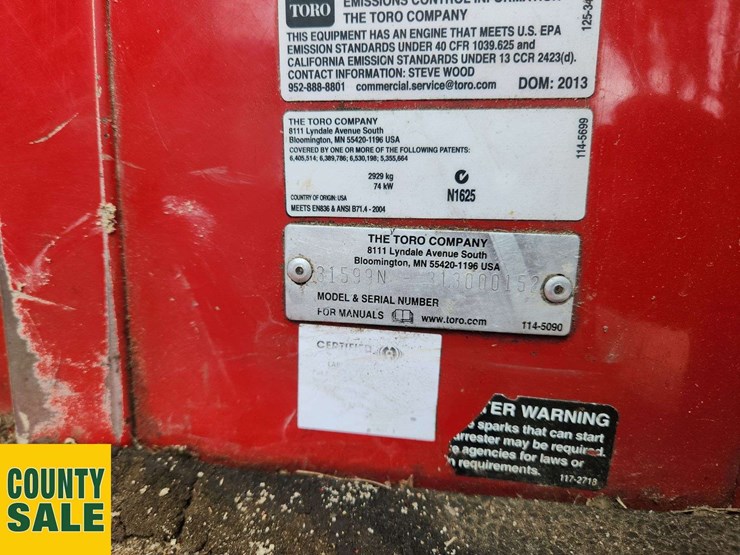 TORO
THE TORO COMPANY
THIS EQUIPMENT HAS AN ENGINE THAT MEETS U.S. EPA
EMISSION STANDARDS UNDER 40 CFR 1039.625 and
CALIFORNIA EMISSION STANDARDS UNDER 13 CCR 2423(d).
CONTACT INFORMATION: STEVE WOOD
952-888-8801 commercial.service@toro.com DOM: 2013
THE TORO COMPANY
8111 Lyndale Avenue South
Bloomington, MN 55420-1196 USA
COVERED BY ONE OR MORE OF THE FOLLOWING PATENTS:
6,405,514; 6,389,786; 6,530,198; 5,355,664
2929 kg
74 kW
N1625
COUNTRY OF ORIGIN: USA
MEETS EN836 & ANSI B71.4 - 2004
114-5699
THE TORO COMPANY
8111 Lyndale Avenue South
Bloomington, MN 55420-1196 USA
31599N
MODEL & SERIAL NUMBER
FOR MANUALS www.toro.com
114-5090
CERTIFIED
ER WARNING
sparks that can start
arrester may be required.
agencies for laws or
requirements.
117-2718
COUNTY
SALE